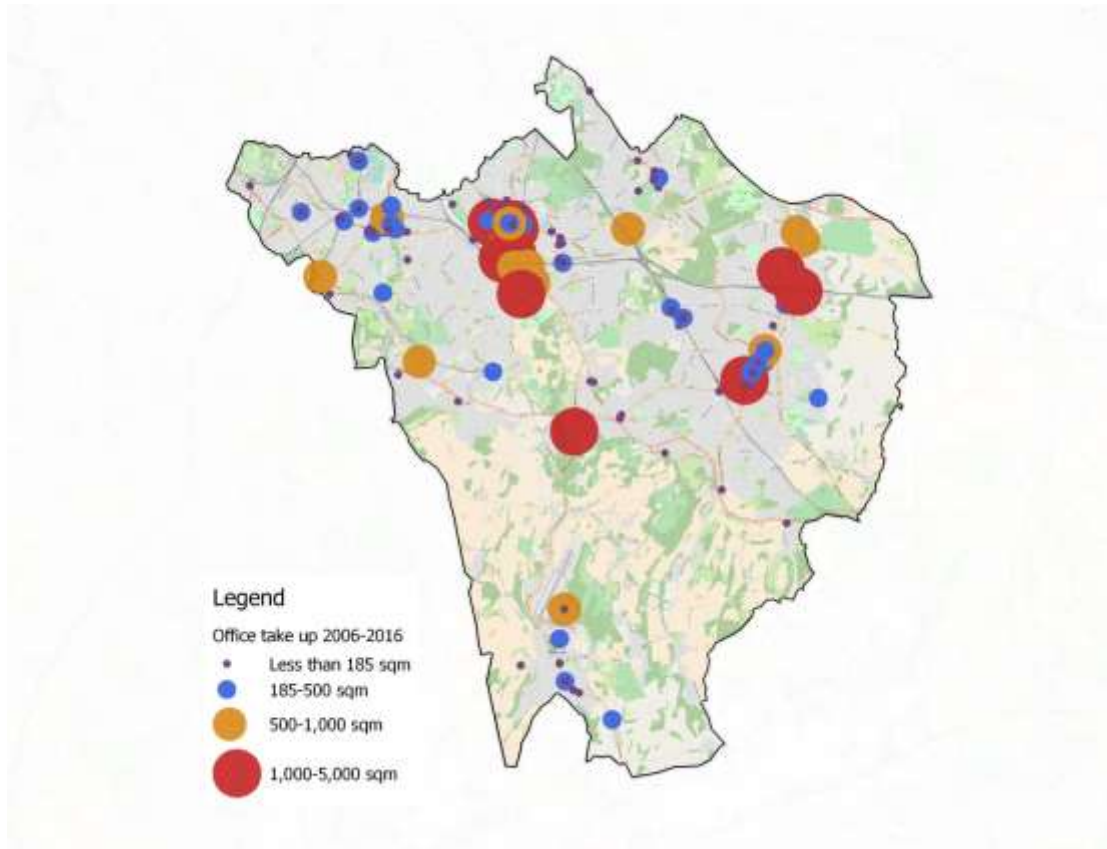 Legend
Office take up 2006-2016
Less than 185 sqm
185-500 sqm
500-1,000 sqm
1,000-5,000 sqm